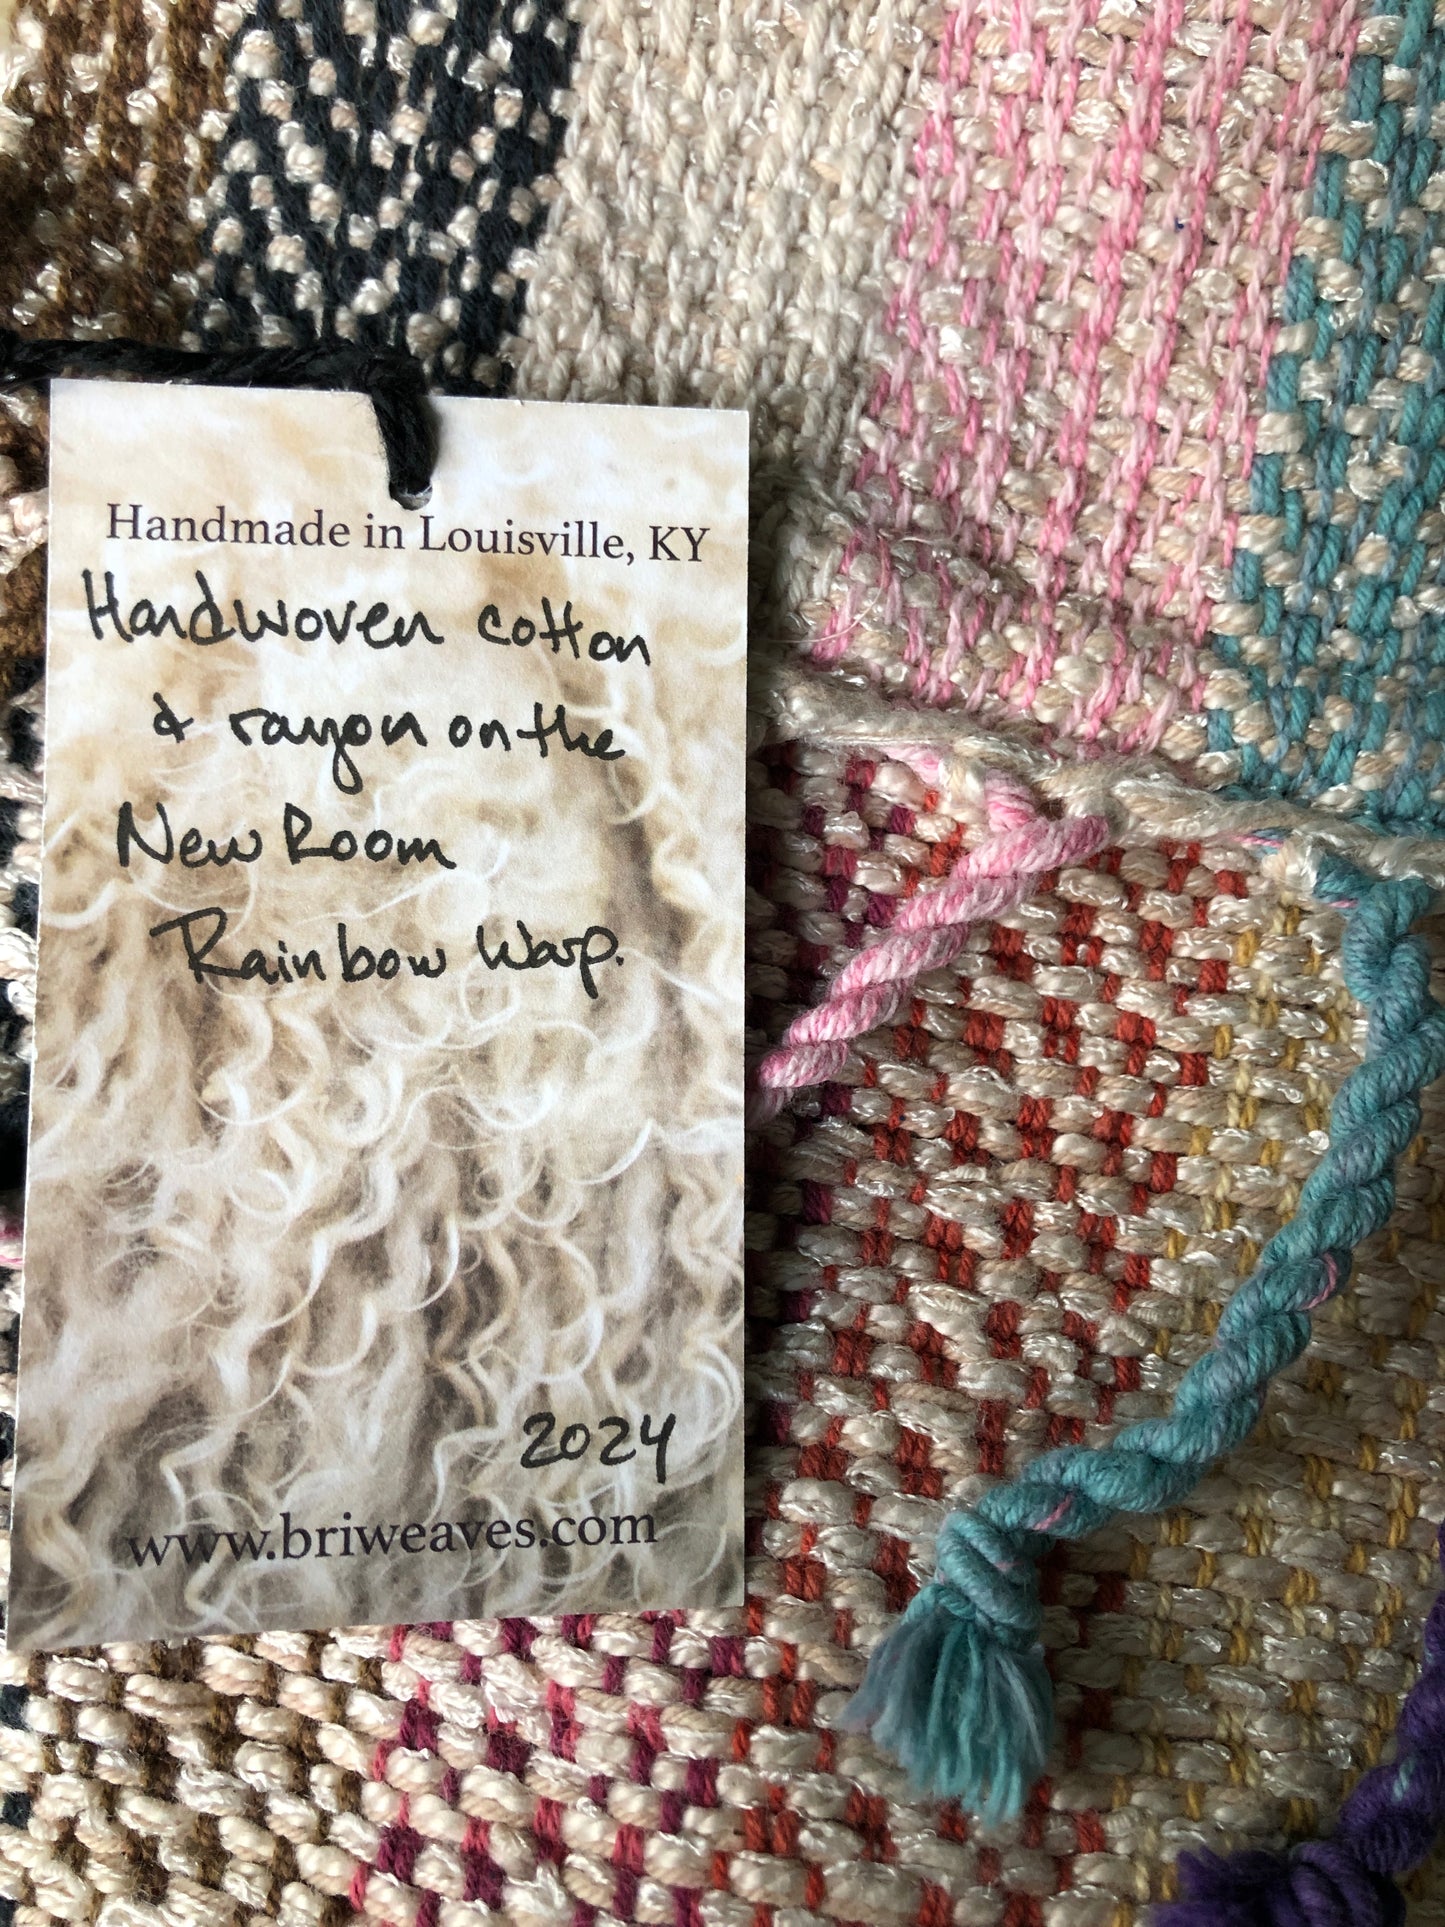 Handmade in Louisville, KY
Handwoven cotton
& rayon on the
New Room
Rainbow Warp.
2024
www.briweaves.com